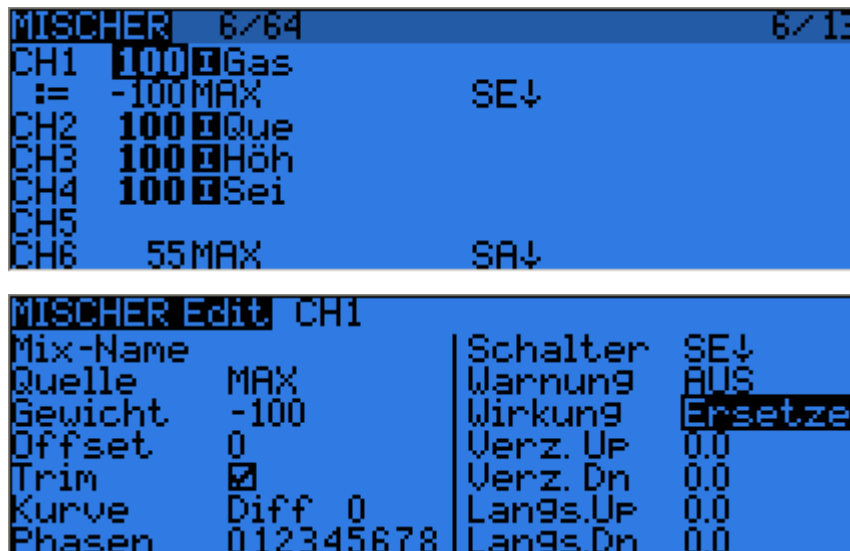 MISCHER 6/64 6/13
CH1 100 I Gas
:= -100 MAX SE↓
CH2 100 I Que
CH3 100 I Höh
CH4 100 I Sei
CH5
CH6 55 MAX SA↓
MISCHER Edit CH1
Mix-Name Schalter SE↓
Quelle MAX Warnung AUS
Gewicht -100 Wirkung Ersetze
Offset 0 Verz. Up 0.0
Trim ☑ Verz. Dn 0.0
Kurve Diff 0 Langs.Up 0.0
Phasen 012345678 Langs.Dn 0.0